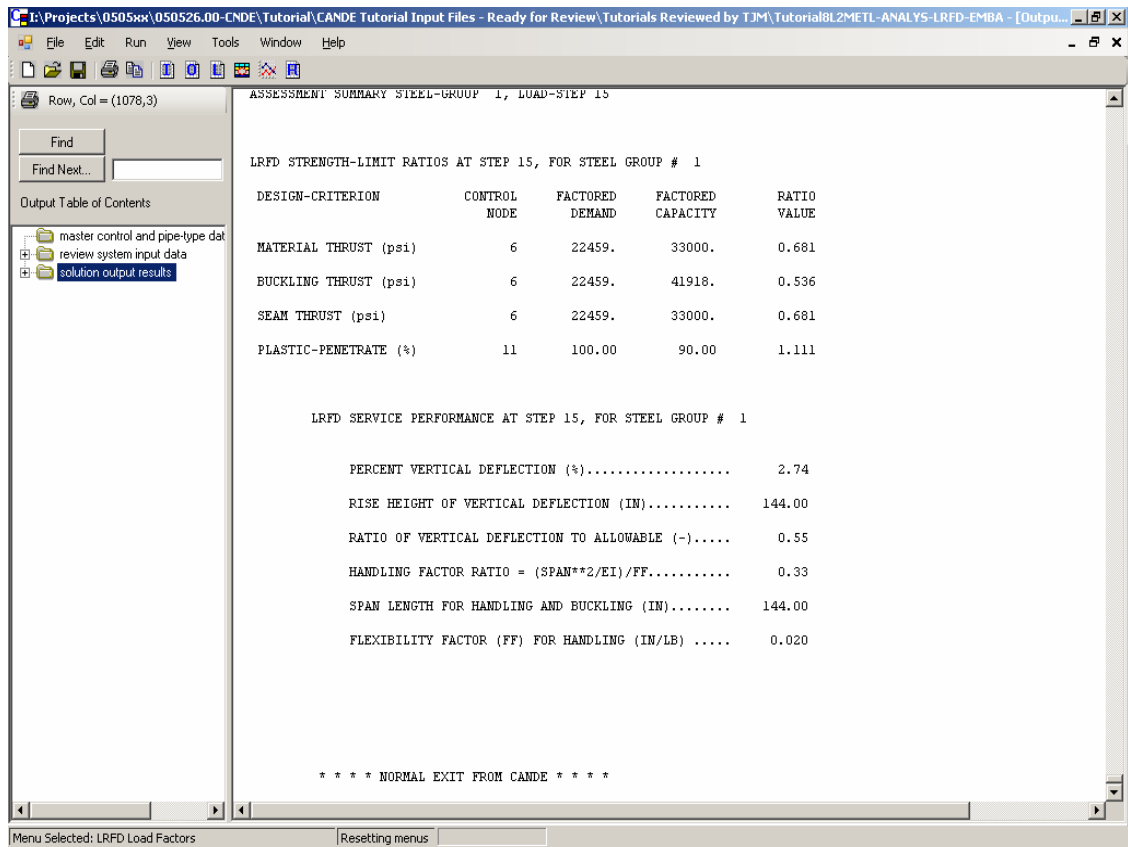 I:\Projects\0505xx\050526.00-CNDE\Tutorial\CANDE Tutorial Input Files - Ready for Review\Tutorials Reviewed by TJM\Tutorial8L2METL-ANALYS-LRFD-EMBA - [Outpu...
File Edit Run View Tools Window Help
Row, Col = (1078,3)
Find
Find Next...
Output Table of Contents
master control and pipe-type dat
review system input data
solution output results
ASSESSMENT SUMMARY STEEL-GROUP 1, LOAD-STEP 15
LRFD STRENGTH-LIMIT RATIOS AT STEP 15, FOR STEEL GROUP # 1
DESIGN-CRITERION CONTROL FACTORED FACTORED RATIO
NODE DEMAND CAPACITY VALUE
MATERIAL THRUST (psi) 6 22459. 33000. 0.681
BUCKLING THRUST (psi) 6 22459. 41918. 0.536
SEAM THRUST (psi) 6 22459. 33000. 0.681
PLASTIC-PENETRATE (%) 11 100.00 90.00 1.111
LRFD SERVICE PERFORMANCE AT STEP 15, FOR STEEL GROUP # 1
PERCENT VERTICAL DEFLECTION (%)................... 2.74
RISE HEIGHT OF VERTICAL DEFLECTION (IN)........... 144.00
RATIO OF VERTICAL DEFLECTION TO ALLOWABLE (-)..... 0.55
HANDLING FACTOR RATIO = (SPAN**2/EI)/FF........... 0.33
SPAN LENGTH FOR HANDLING AND BUCKLING (IN)........ 144.00
FLEXIBILITY FACTOR (FF) FOR HANDLING (IN/LB) ..... 0.020
* * * * NORMAL EXIT FROM CANDE * * * *
Menu Selected: LRFD Load Factors Resetting menus